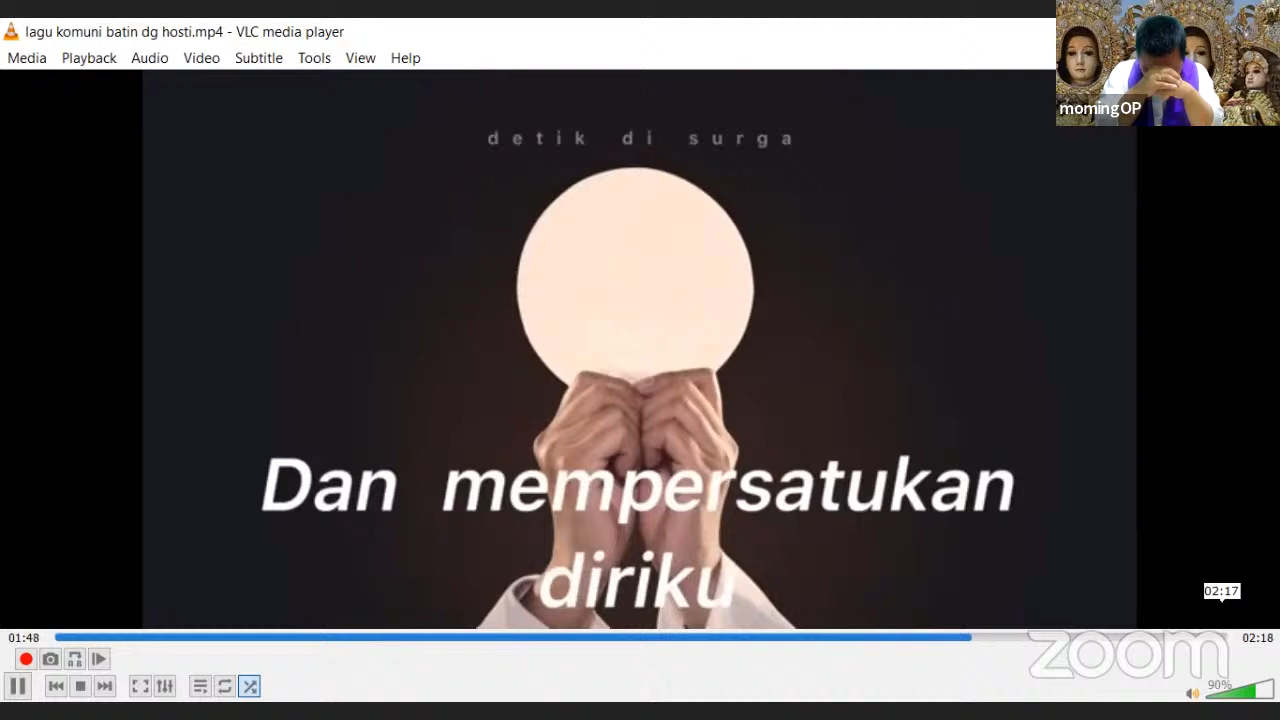 lagu komuni batin dg hosti.mp4 - VLC media player
Media Playback Audio Video Subtitle Tools View Help
momingOP
detik di surga
Dan mempersatukan
diriku
02:17
01:48
02:18
zoom
90%